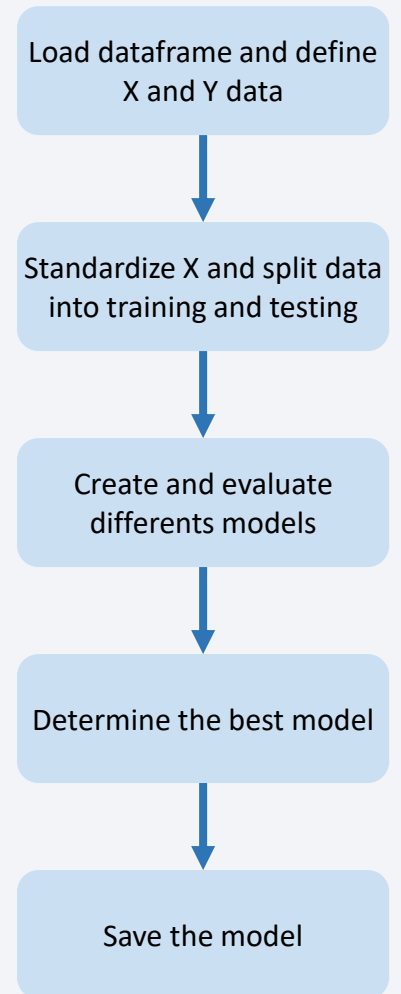 Load dataframe and define
X and Y data
Standardize X and split data
into training and testing
Create and evaluate
differents models
Determine the best model
Save the model